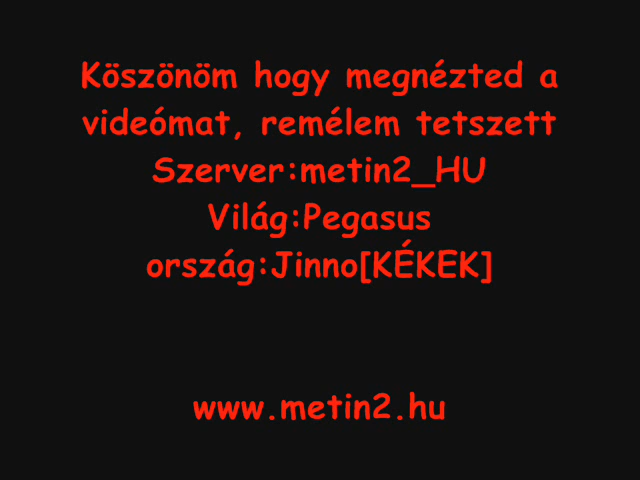 Köszönöm hogy megnézted a
videómat, remélem tetszett
Szerver:metin2_HU
Világ:Pegasus
ország:Jinno[KÉKEK]
www.metin2.hu